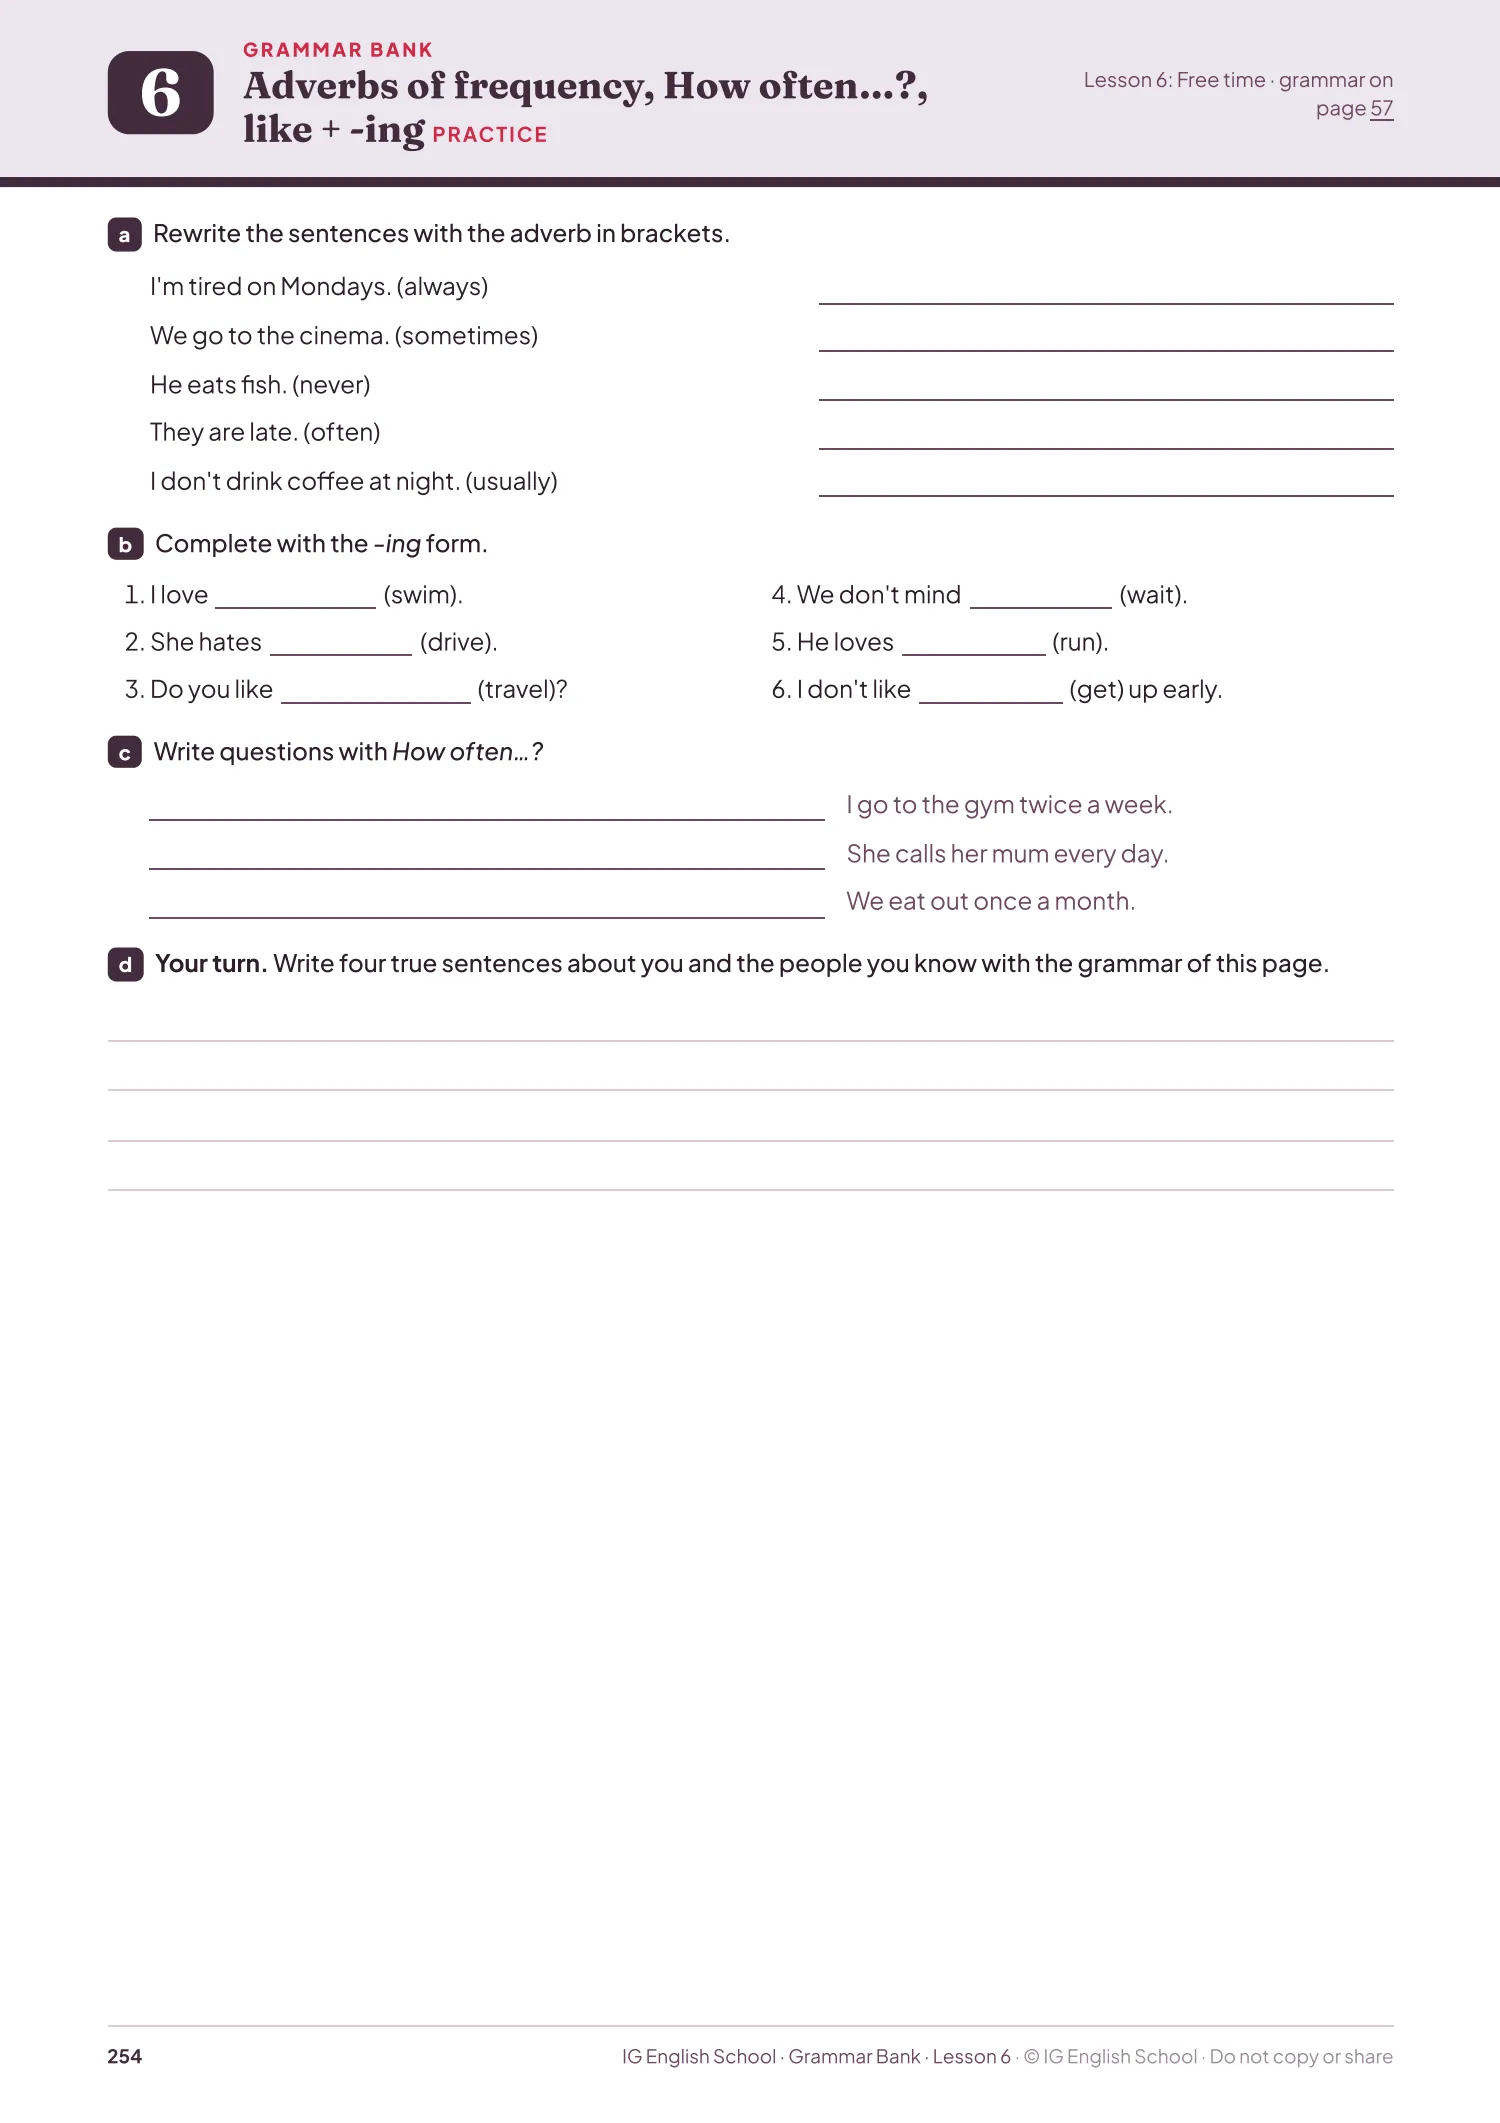 6
GRAMMAR BANK
Adverbs of frequency, How often...?,
like + -ing PRACTICE
Lesson 6: Free time · grammar on
page 57
a Rewrite the sentences with the adverb in brackets.
I'm tired on Mondays. (always)
We go to the cinema. (sometimes)
He eats fish. (never)
They are late. (often)
I don't drink coffee at night. (usually)
b Complete with the -ing form.
1. I love ____ (swim).
2. She hates ____ (drive).
3. Do you like ____ (travel)?
4. We don't mind ____ (wait).
5. He loves ____ (run).
6. I don't like ____ (get) up early.
c Write questions with How often...?
I go to the gym twice a week.
She calls her mum every day.
We eat out once a month.
d Your turn. Write four true sentences about you and the people you know with the grammar of this page.
254
IG English School · Grammar Bank · Lesson 6 · © IG English School · Do not copy or share